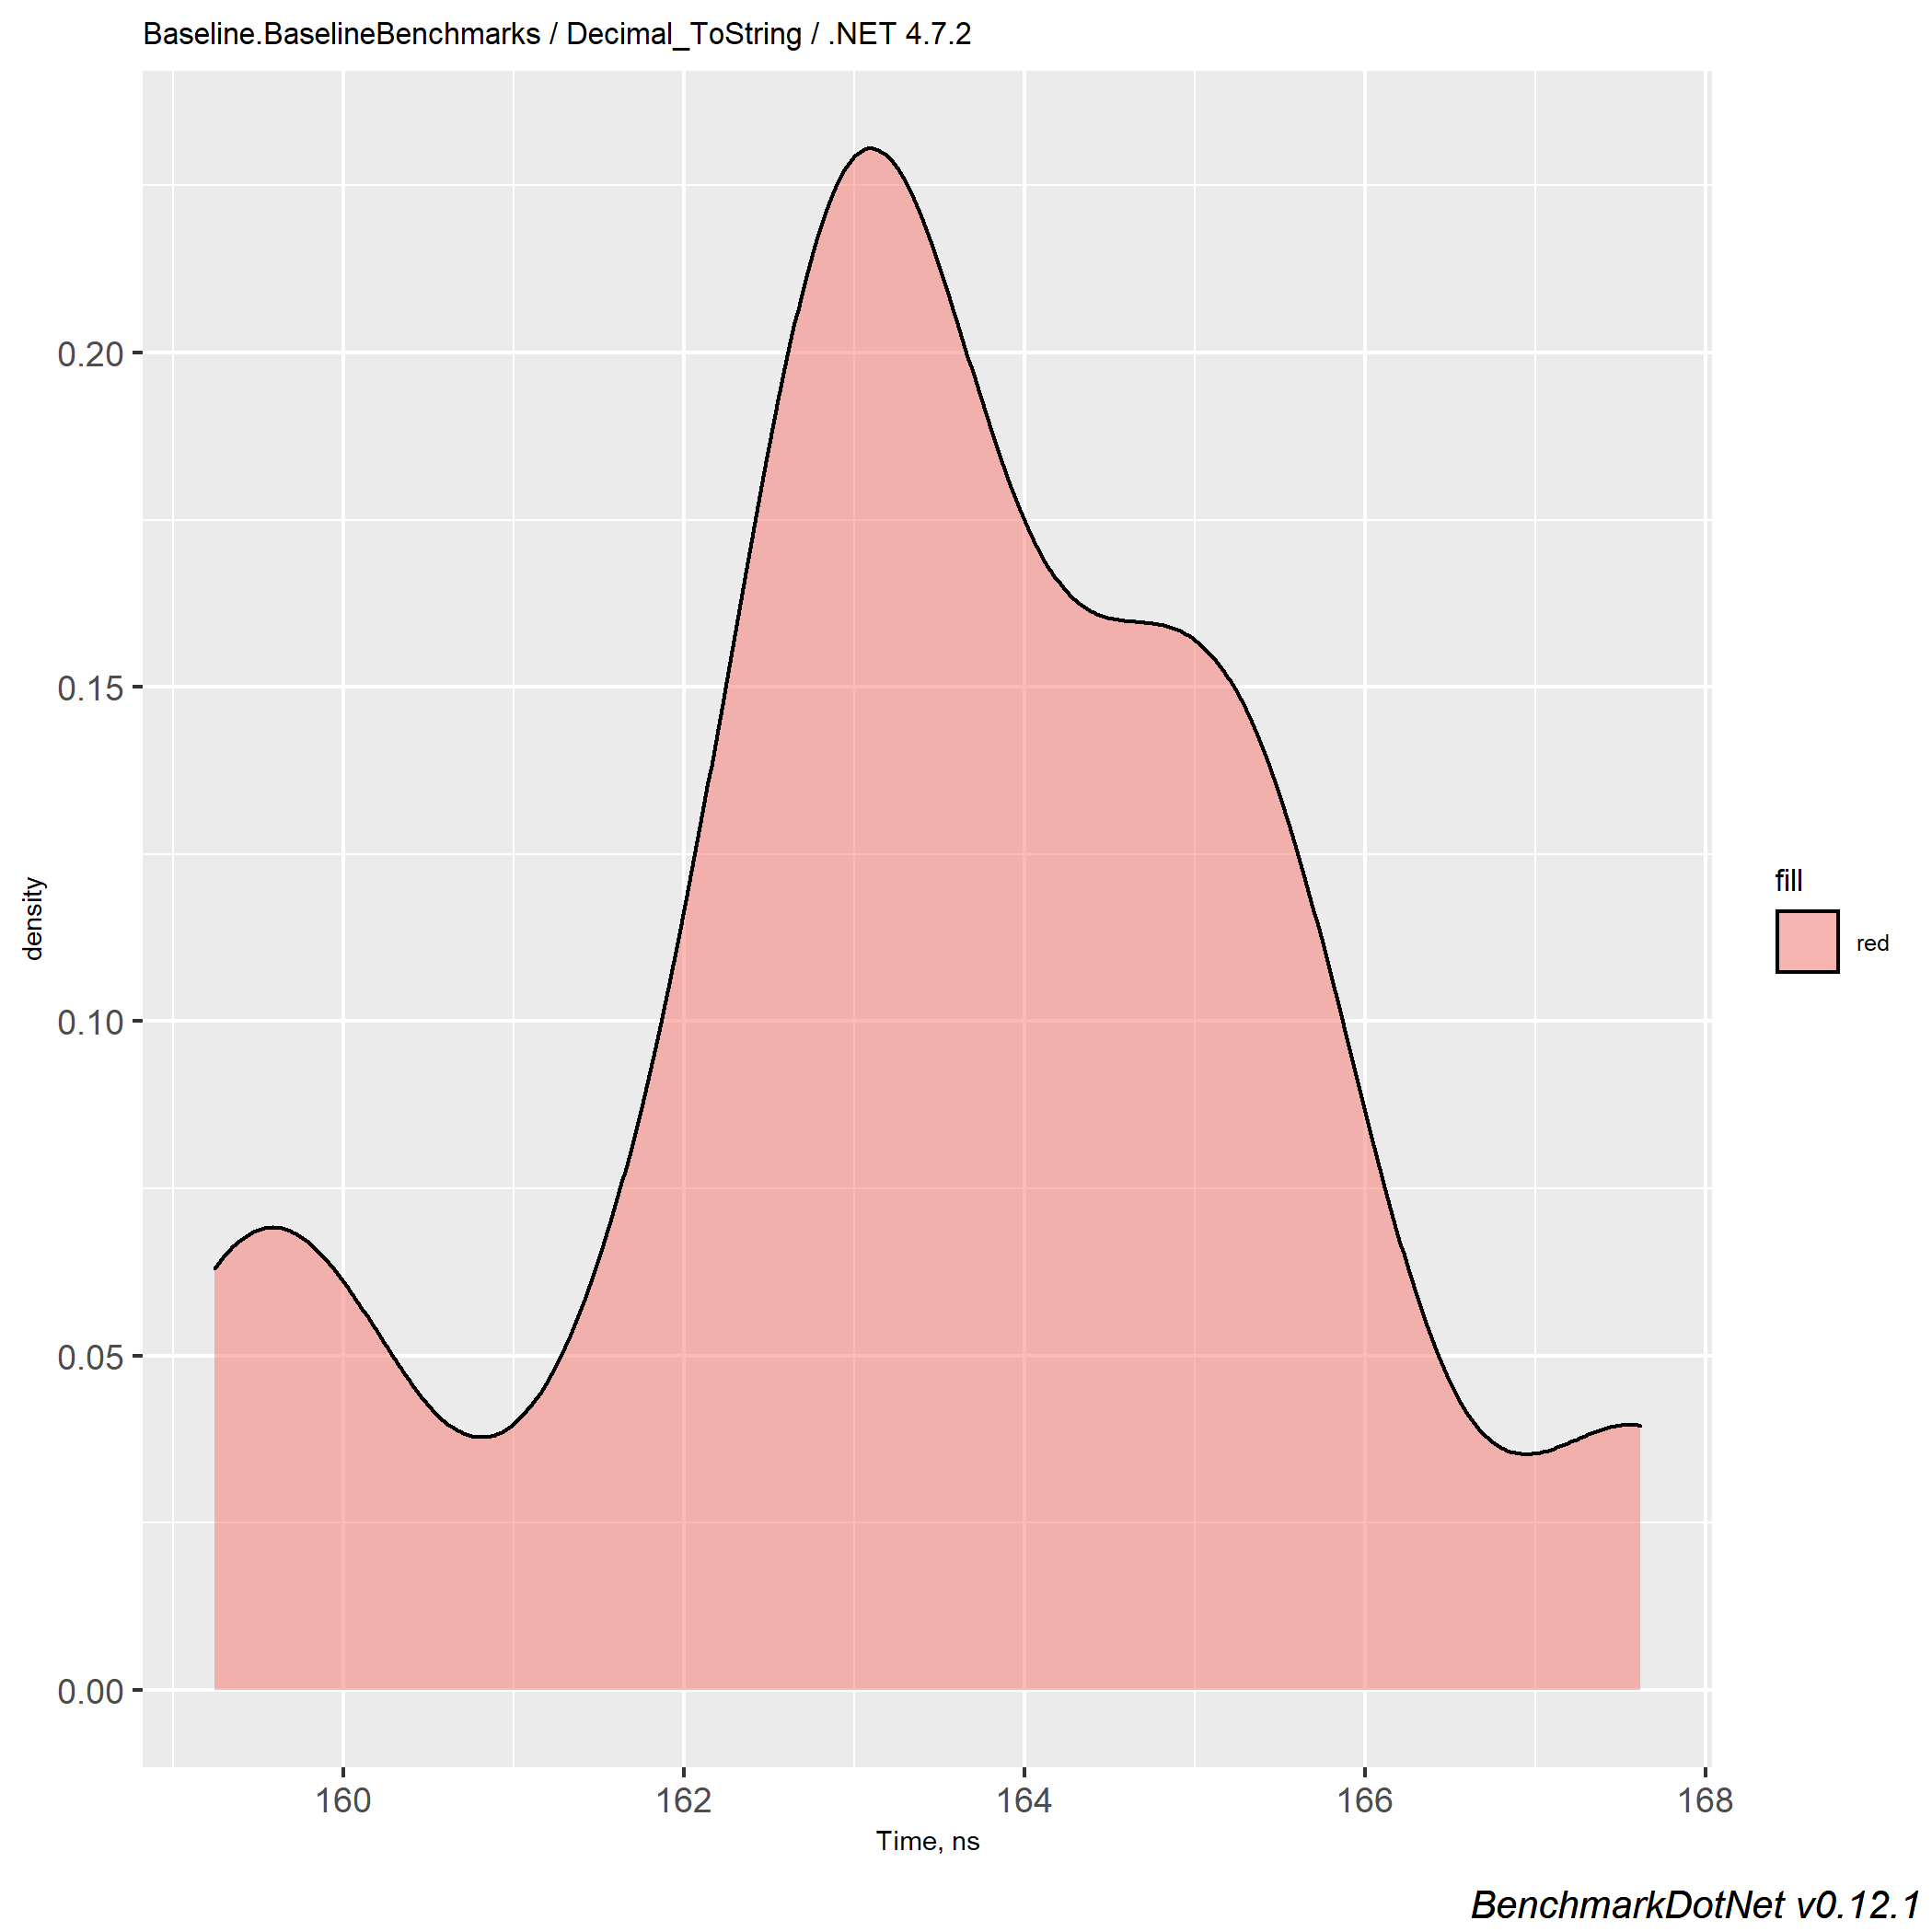 Baseline.BaselineBenchmarks / Decimal_ToString / .NET 4.7.2
0.20
0.15
0.10
0.05
0.00
density
160 162 164 166 168
Time, ns
fill
red
BenchmarkDotNet v0.12.1